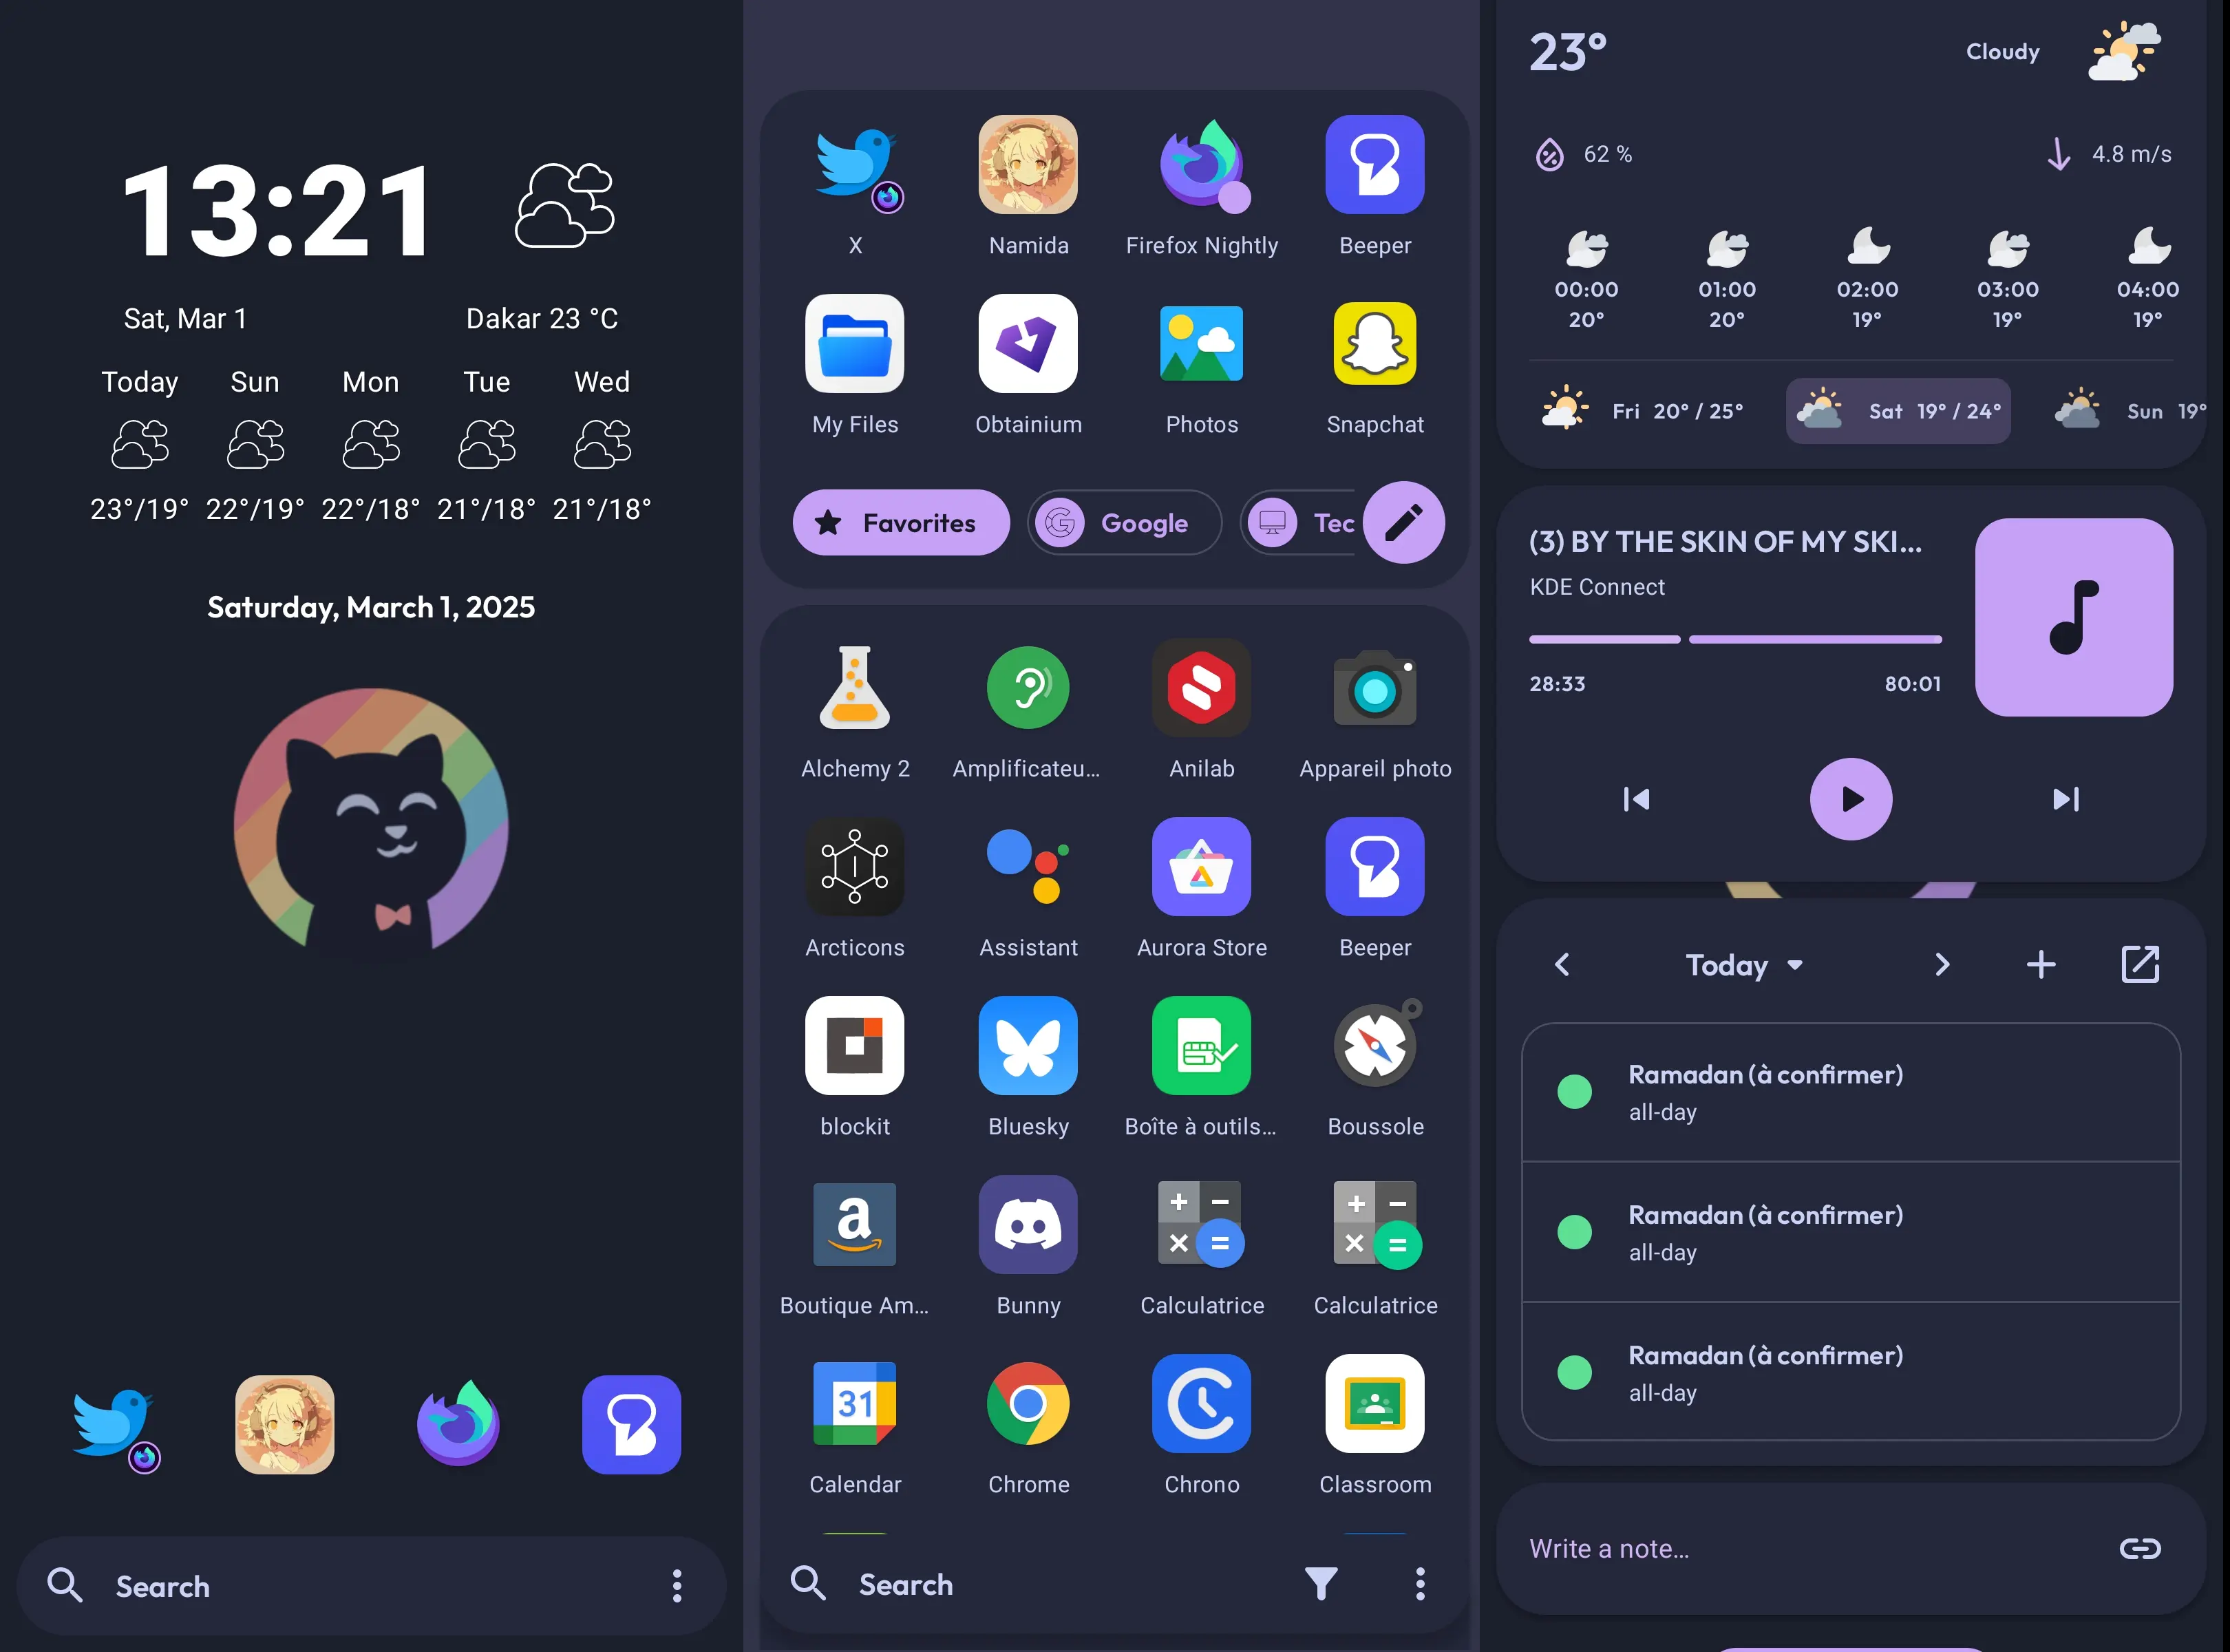 13:21
Sat, Mar 1 Dakar 23 °C
Today Sun Mon Tue Wed
23°/19° 22°/19° 22°/18° 21°/18° 21°/18°
Saturday, March 1, 2025
Search
X Namida Firefox Nightly Beeper
My Files Obtainium Photos Snapchat
Favorites Google Tec
Alchemy 2 Amplificateu... Anilab Appareil photo
Arcticons Assistant Aurora Store Beeper
blockit Bluesky Boîte à outils... Boussole
Boutique Am... Bunny Calculatrice Calculatrice
31
Calendar Chrome Chrono Classroom
Search
23° Cloudy
62 % 4.8 m/s
00:00 01:00 02:00 03:00 04:00
20° 20° 19° 19° 19°
Fri 20° / 25° Sat 19° / 24° Sun 19°
(3) BY THE SKIN OF MY SKI...
KDE Connect
28:33 80:01
Today
Ramadan (à confirmer)
all-day
Ramadan (à confirmer)
all-day
Ramadan (à confirmer)
all-day
Write a note...